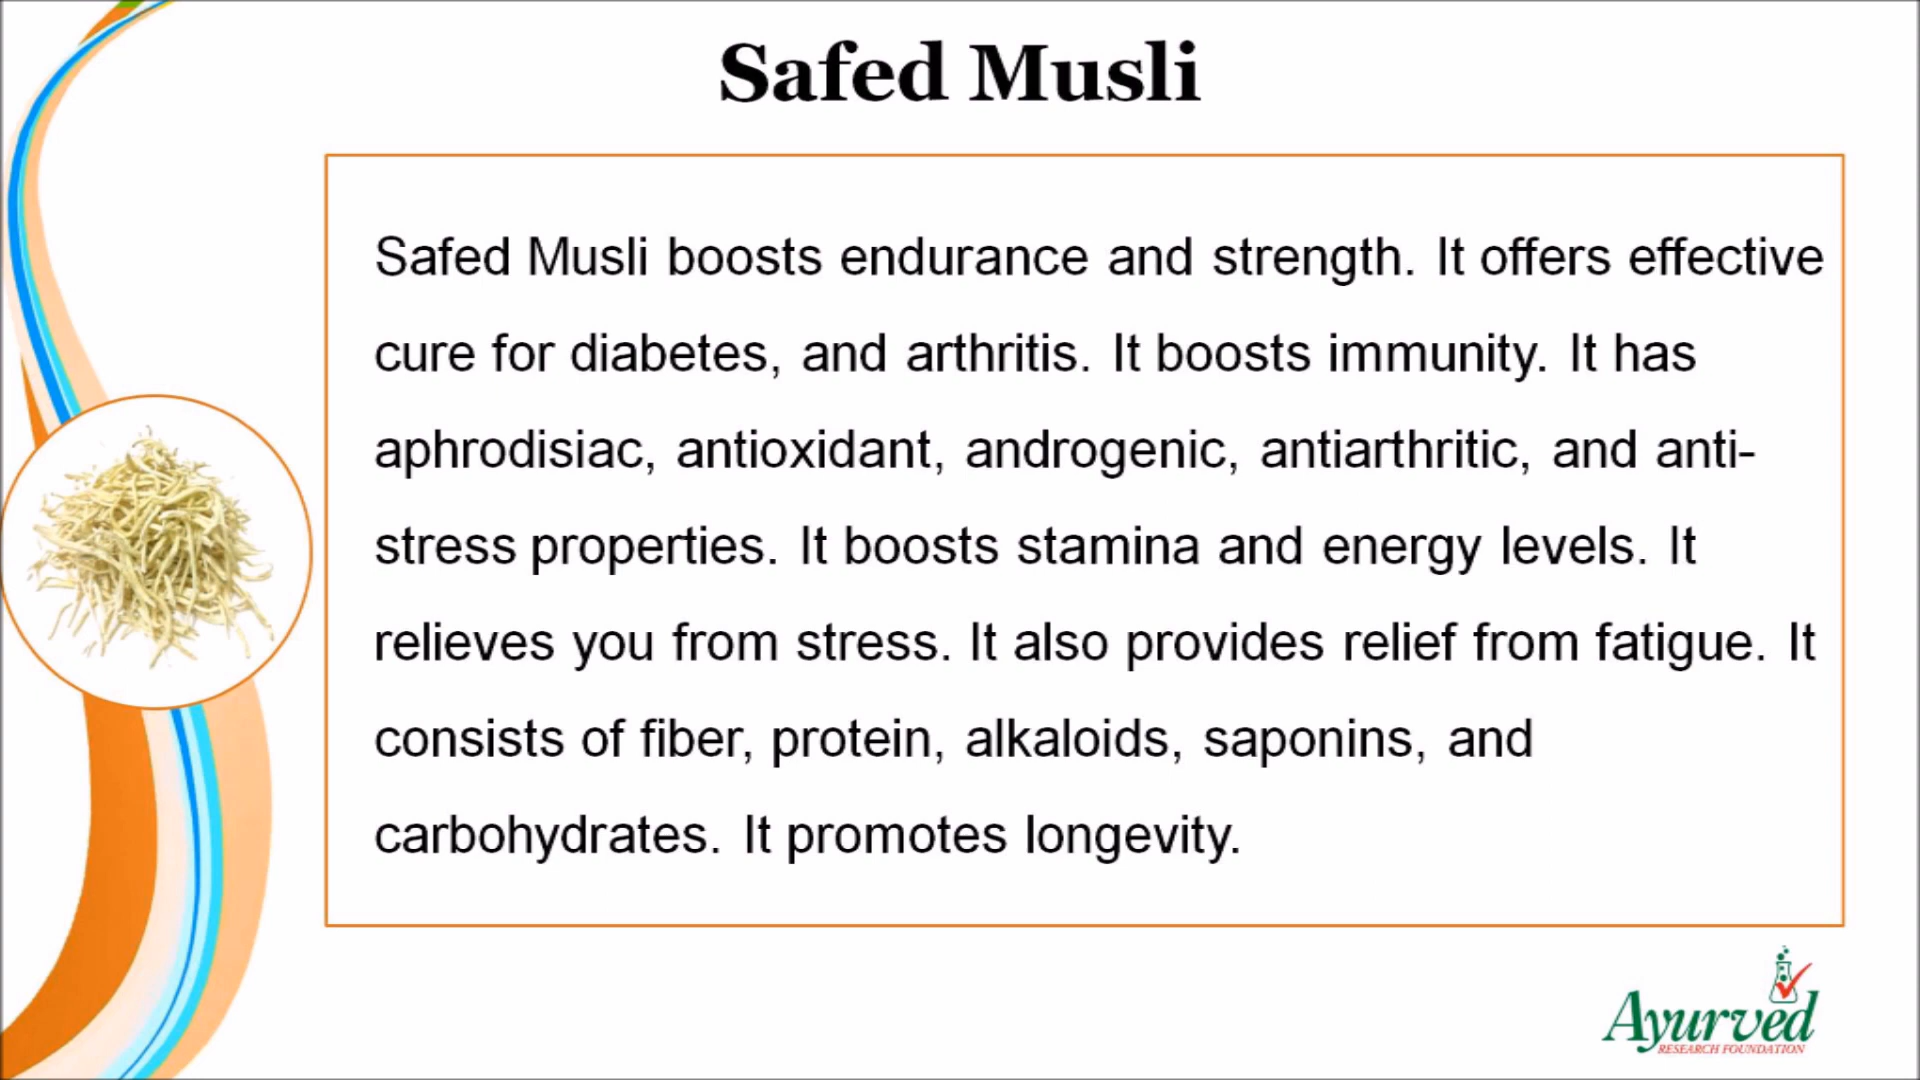 Safed Musli
Safed Musli boosts endurance and strength. It offers effective
cure for diabetes, and arthritis. It boosts immunity. It has
aphrodisiac, antioxidant, androgenic, antiarthritic, and anti-
stress properties. It boosts stamina and energy levels. It
relieves you from stress. It also provides relief from fatigue. It
consists of fiber, protein, alkaloids, saponins, and
carbohydrates. It promotes longevity.
Ayurved
RESEARCH FOUNDATION